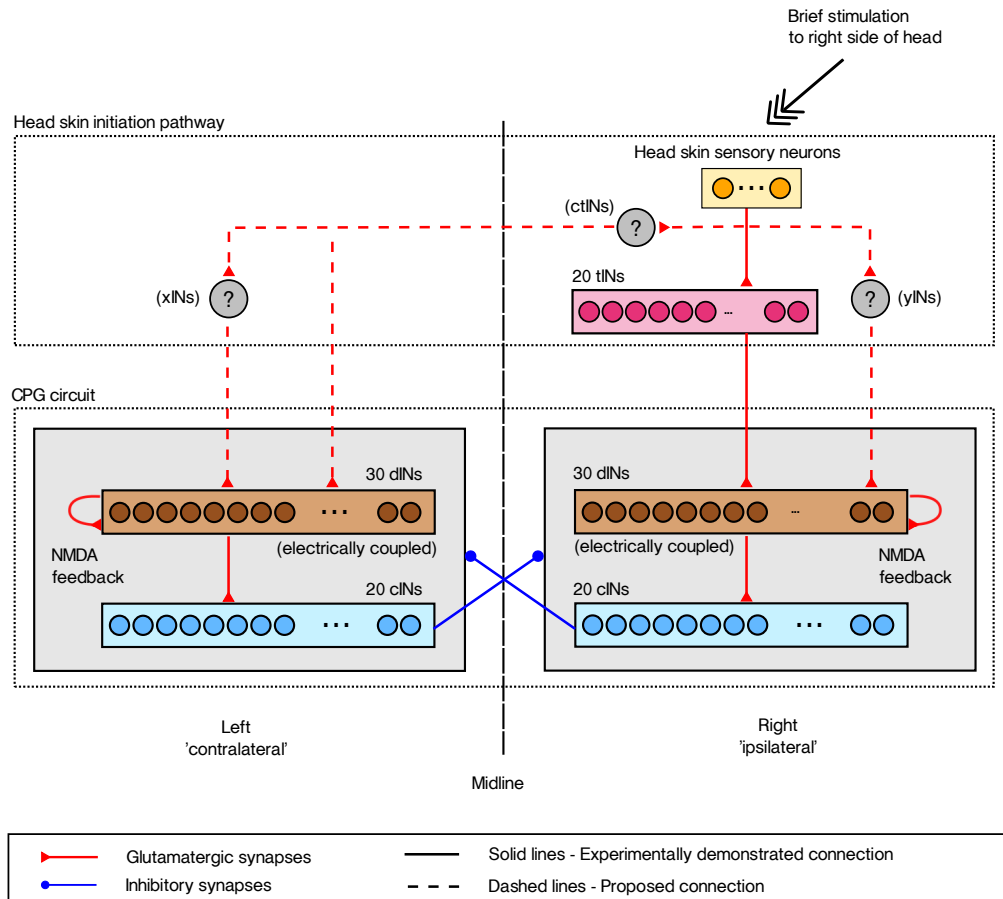 Brief stimulation
to right side of head
Head skin initiation pathway
Head skin sensory neurons
● ● ●
(ctINs)
?
20 tINs
(xINs)
?
?
(yINs)
...
CPG circuit
30 dINs
30 dINs
...
...
(electrically coupled)
(electrically coupled)
NMDA
feedback
NMDA
feedback
20 cINs
20 cINs
...
...
Left
'contralateral'
Right
'ipsilateral'
Midline
Glutamatergic synapses
Solid lines - Experimentally demonstrated connection
Inhibitory synapses
Dashed lines - Proposed connection